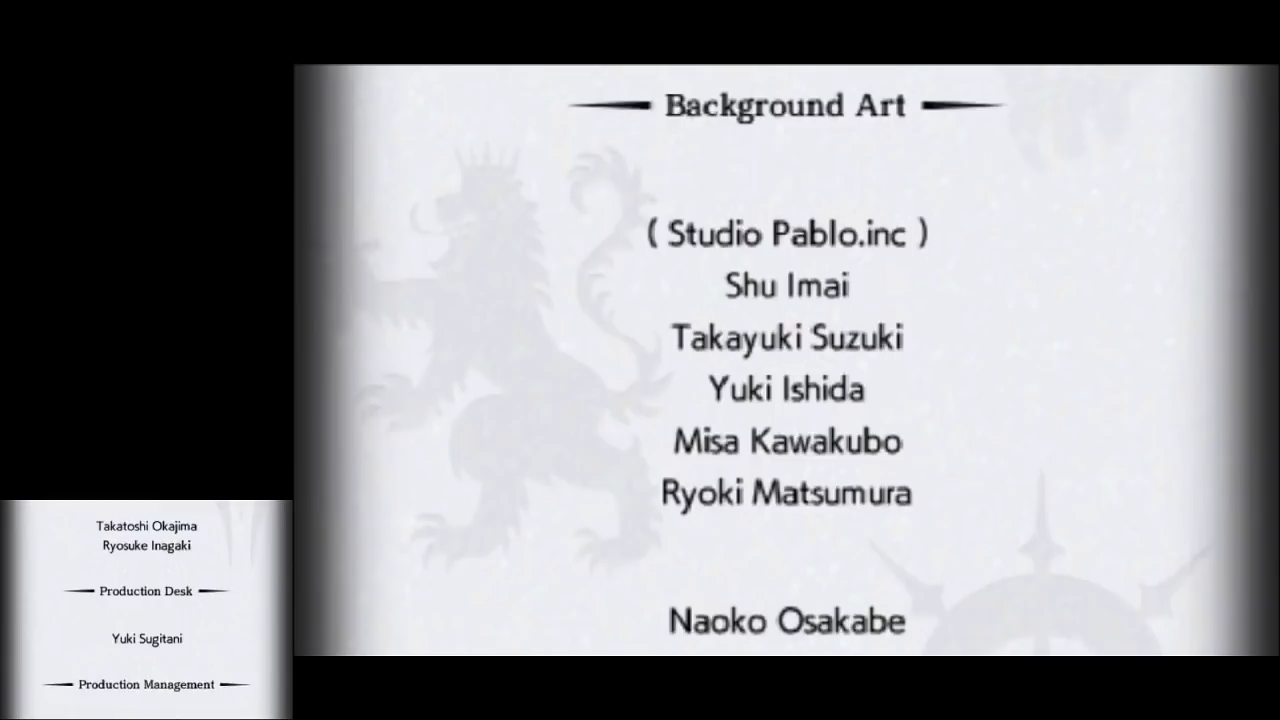 Background Art
( Studio Pablo.inc )
Shu Imai
Takayuki Suzuki
Yuki Ishida
Misa Kawakubo
Ryoki Matsumura
Naoko Osakabe
Takatoshi Okajima
Ryosuke Inagaki
Production Desk
Yuki Sugitani
Production Management